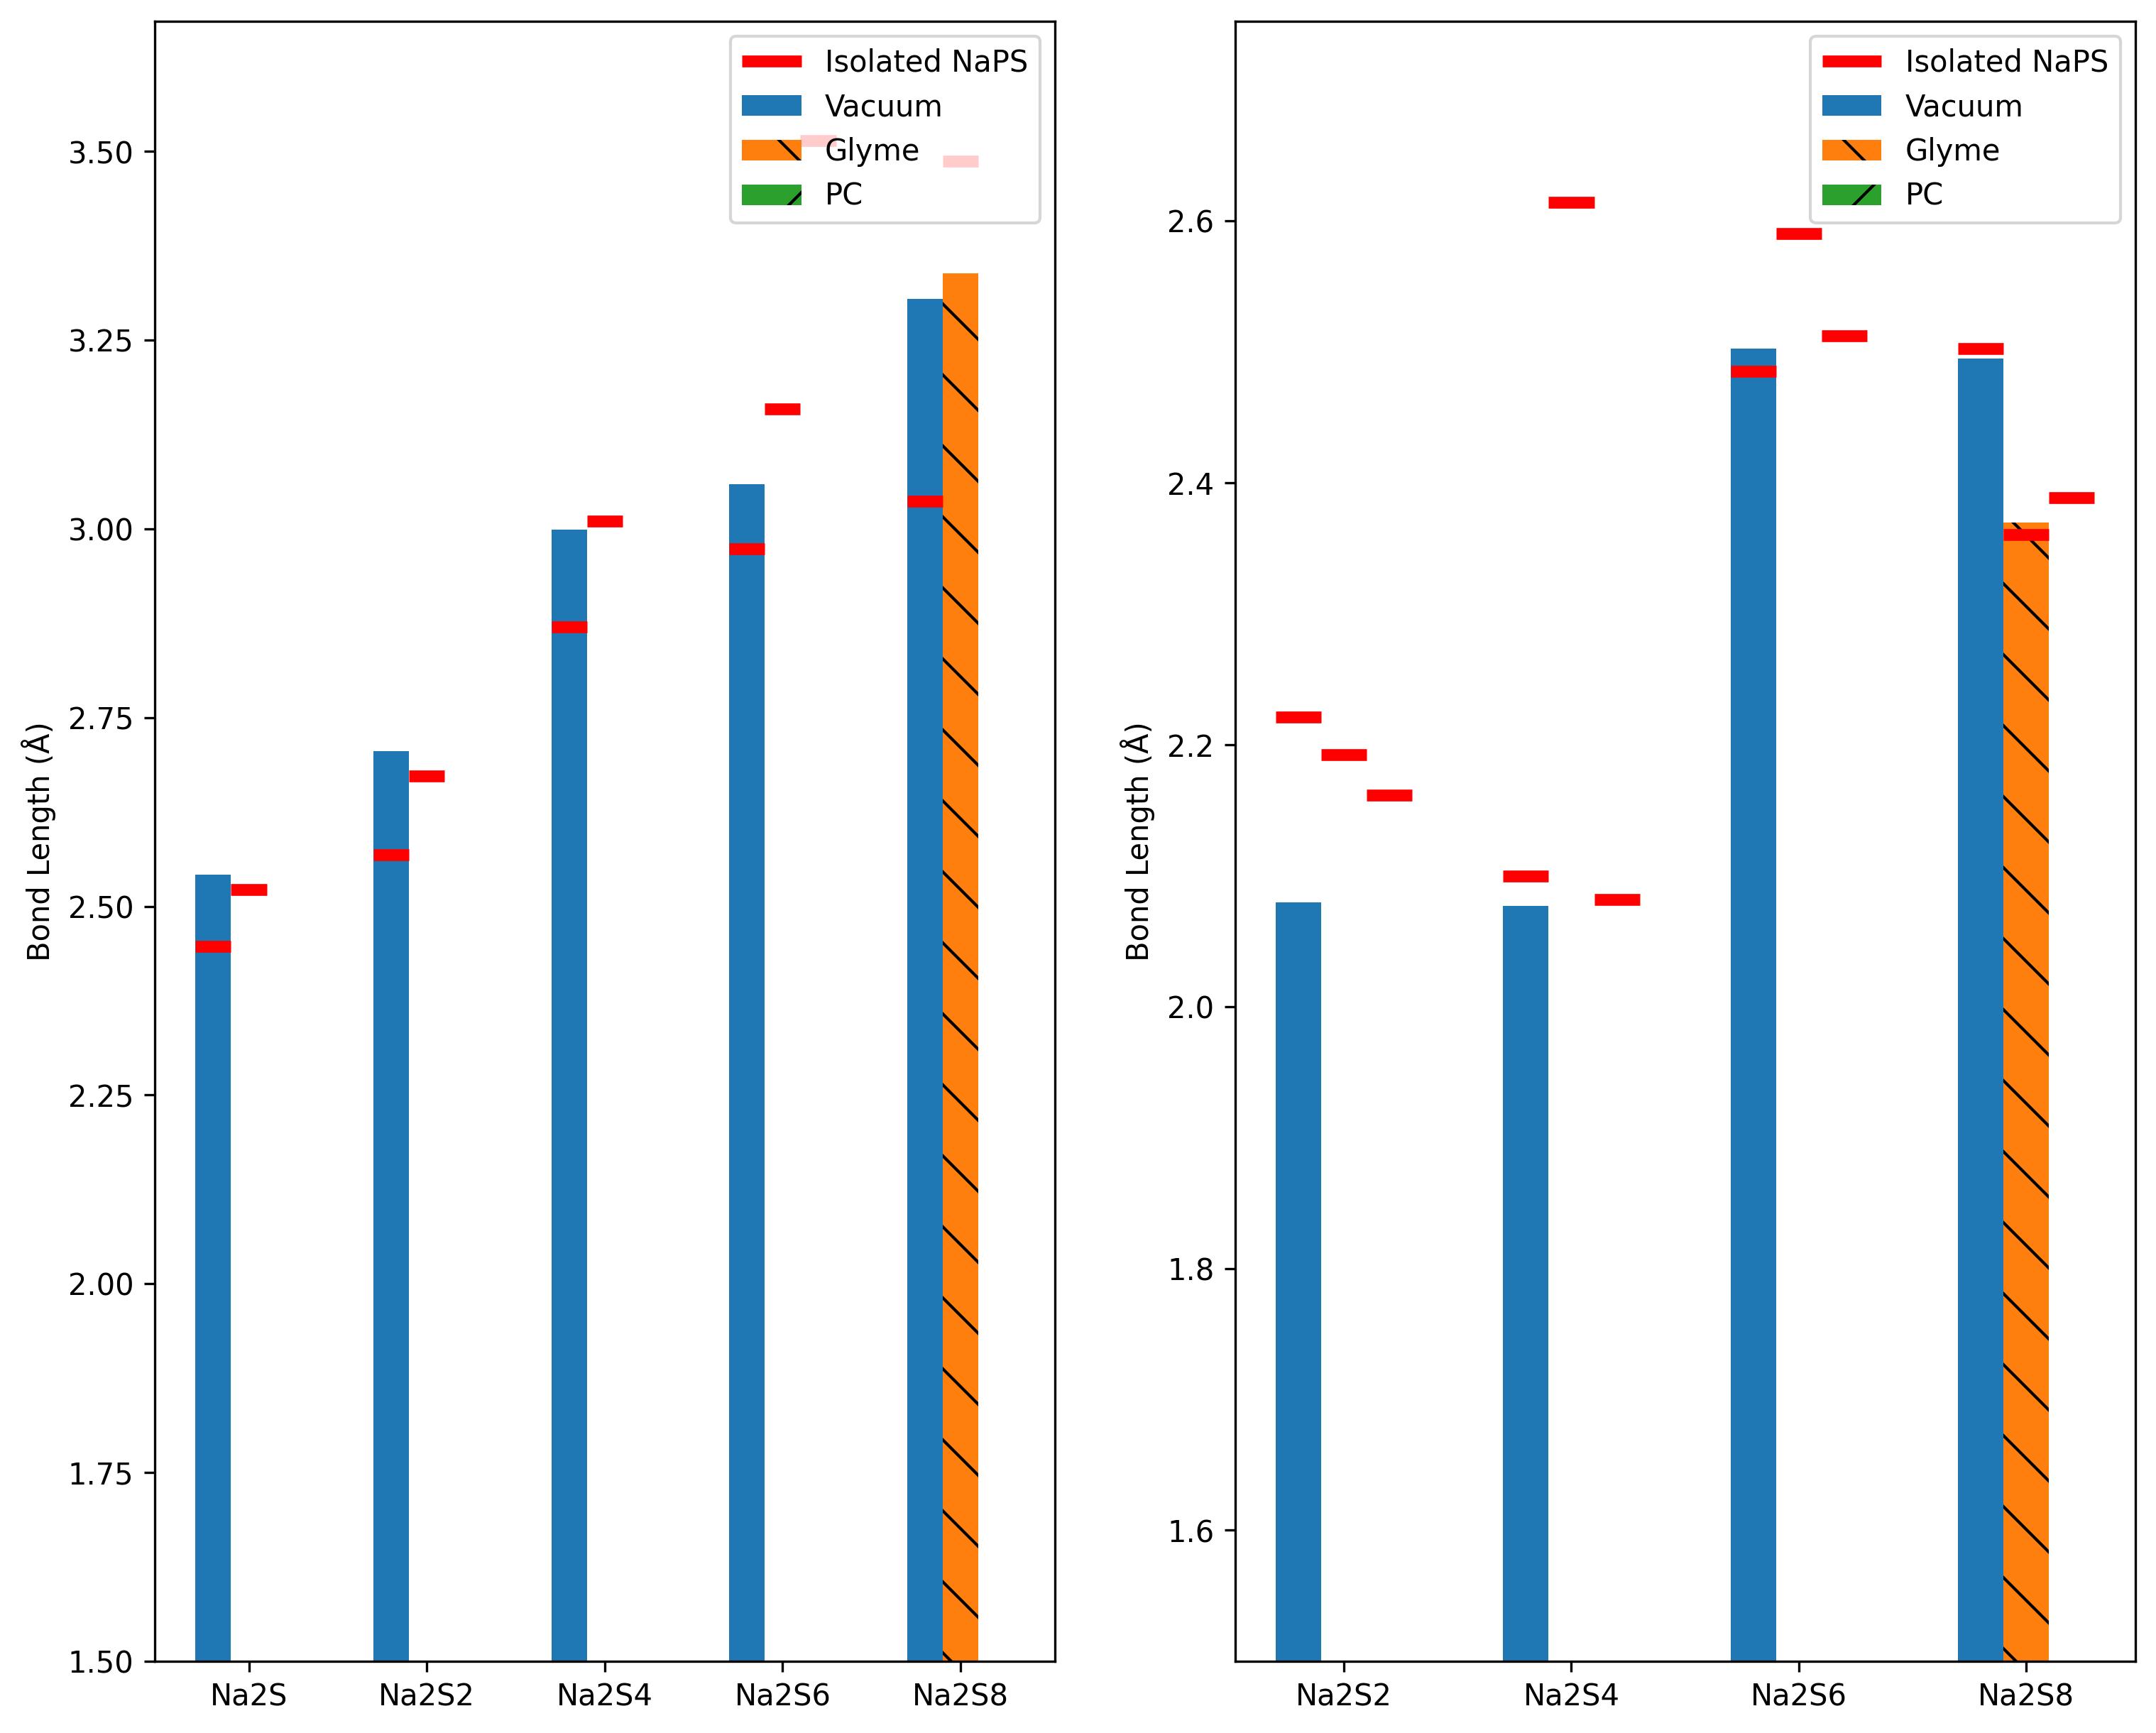 Isolated NaPS
Vacuum
Glyme
PC
3.50
3.25
3.00
2.75
2.50
2.25
2.00
1.75
1.50
Bond Length (Å)
Na2S Na2S2 Na2S4 Na2S6 Na2S8
Isolated NaPS
Vacuum
Glyme
PC
2.6
2.4
2.2
2.0
1.8
1.6
Bond Length (Å)
Na2S2 Na2S4 Na2S6 Na2S8